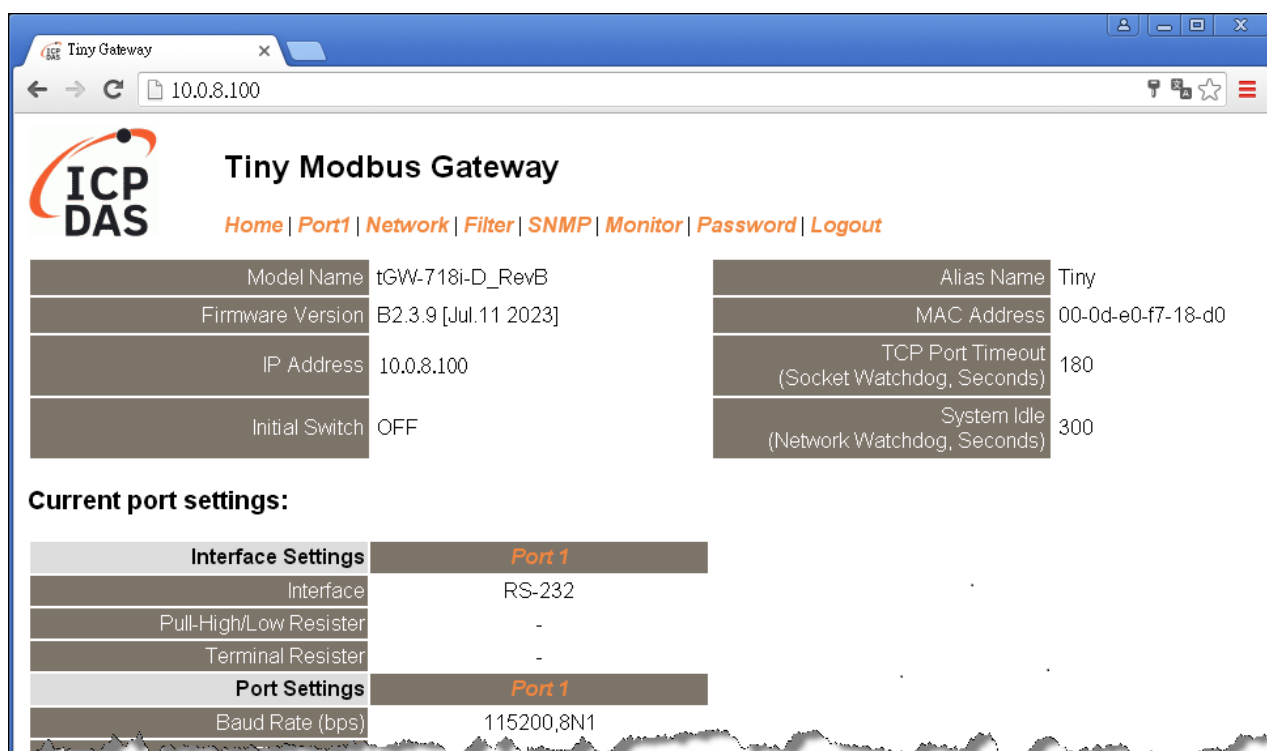 Tiny Gateway
10.0.8.100
ICP
DAS
Tiny Modbus Gateway
Home | Port1 | Network | Filter | SNMP | Monitor | Password | Logout
Model Name tGW-718i-D_RevB Alias Name Tiny
Firmware Version B2.3.9 [Jul.11 2023] MAC Address 00-0d-e0-f7-18-d0
IP Address 10.0.8.100 TCP Port Timeout
(Socket Watchdog, Seconds) 180
Initial Switch OFF System Idle
(Network Watchdog, Seconds) 300
Current port settings:
Interface Settings Port 1
Interface RS-232
Pull-High/Low Resister -
Terminal Resister -
Port Settings Port 1
Baud Rate (bps) 115200,8N1